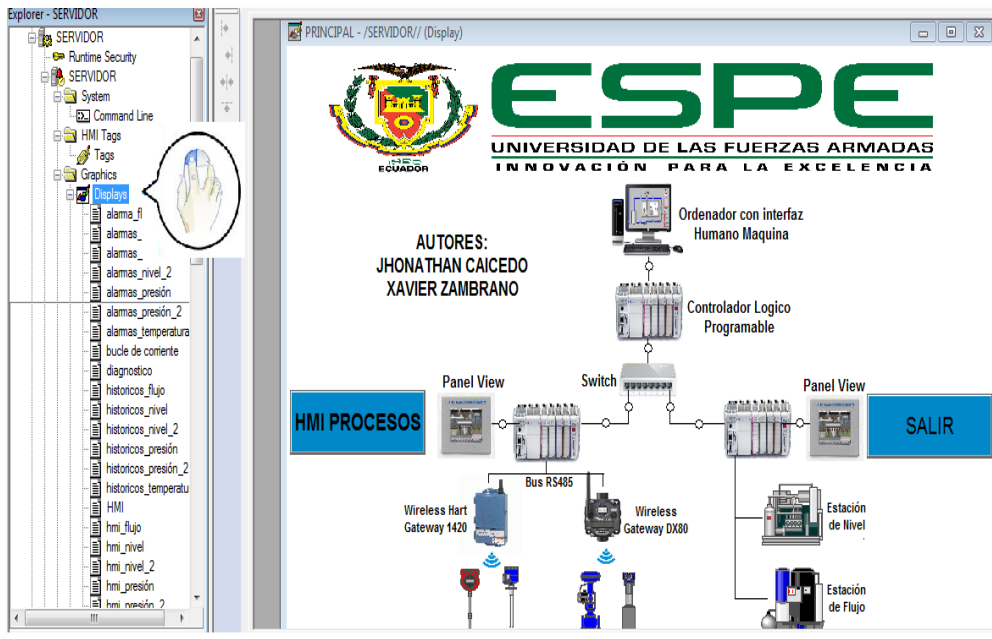 Explorer - SERVIDOR
SERVIDOR
Runtime Security
SERVIDOR
System
Command Line
HMI Tags
Tags
Graphics
Displays
alarma_fl
alarmas_
alarmas_
alarmas_nivel_2
alarmas_presión
alarmas_presión_2
alarmas_temperatura
bucle de corriente
diagnostico
historicos_flujo
historicos_nivel
historicos_nivel_2
historicos_presión
historicos_presión_2
historicos_temperatu
HMI
hmi_flujo
hmi_nivel
hmi_nivel_2
hmi_presión
hmi_presión_2
PRINCIPAL - /SERVIDOR// (Display)
ECUADOR
ESPE
UNIVERSIDAD DE LAS FUERZAS ARMADAS
INNOVACIÓN PARA LA EXCELENCIA
AUTORES:
JHONATHAN CAICEDO
XAVIER ZAMBRANO
Ordenador con interfaz
Humano Maquina
Controlador Logico
Programable
Switch
Panel View
Panel View
HMI PROCESOS
SALIR
Bus RS485
Wireless Hart
Gateway 1420
Wireless
Gateway DX80
Estación
de Nivel
Estación
de Flujo